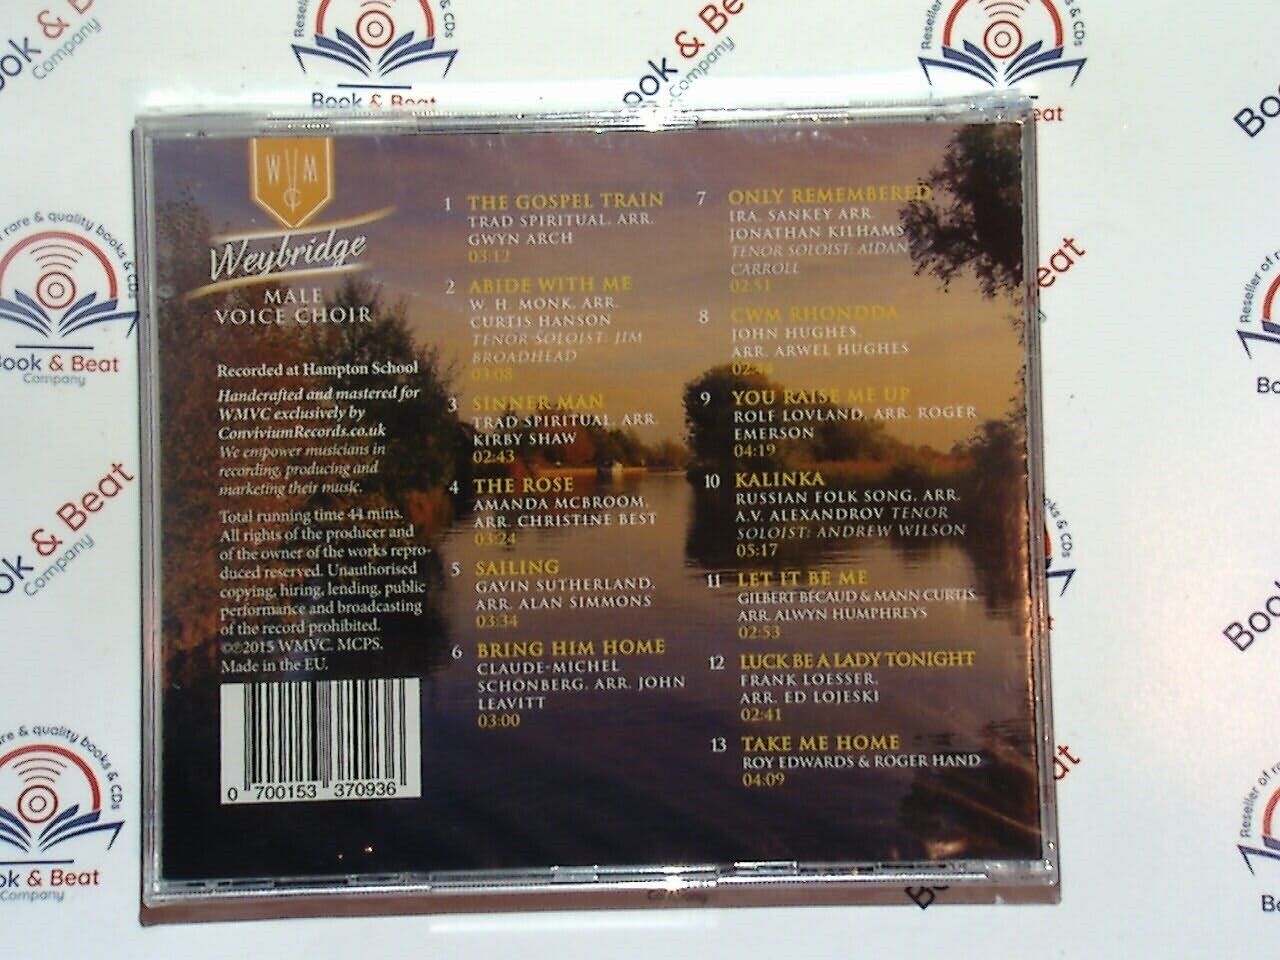 Book & Beat
Company
Reseller of
& CDs
Book & Beat
Book & Beat
Company
& CDs
rare & quality books & CDs
Book & Beat
Company
WVMC
Weybridge
MALE
VOICE CHOIR
Recorded at Hampton School
Handcrafted and mastered for
WMVC exclusively by
ConviviumRecords.co.uk
We empower musicians in
recording, producing and
marketing their music.
Total running time 44 mins.
All rights of the producer and
of the owner of the works repro-
duced reserved. Unauthorised
copying, hiring, lending, public
performance and broadcasting
of the record prohibited.
©℗2015 WMVC. MCPS.
Made in the EU.
0 700153 370936
1 THE GOSPEL TRAIN
TRAD SPIRITUAL. ARR.
GWYN ARCH
03:12
2 ABIDE WITH ME
W. H. MONK, ARR.
CURTIS HANSON
TENOR SOLOIST: JIM
BROADHEAD
03:08
3 SINNER MAN
TRAD SPIRITUAL. ARR.
KIRBY SHAW
02:43
4 THE ROSE
AMANDA MCBROOM,
ARR. CHRISTINE BEST
03:24
5 SAILING
GAVIN SUTHERLAND,
ARR. ALAN SIMMONS
03:34
6 BRING HIM HOME
CLAUDE-MICHEL
SCHONBERG, ARR. JOHN
LEAVITT
03:00
7 ONLY REMEMBERED
IRA. SANKEY ARR.
JONATHAN KILHAMS
TENOR SOLOIST: AIDAN
CARROLL
02:51
8 CWM RHONDDA
JOHN HUGHES,
ARR. ARWEL HUGHES
02:44
9 YOU RAISE ME UP
ROLF LOVLAND, ARR. ROGER
EMERSON
04:19
10 KALINKA
RUSSIAN FOLK SONG, ARR.
A.V. ALEXANDROV TENOR
SOLOIST: ANDREW WILSON
05:17
11 LET IT BE ME
GILBERT BECAUD & MANN CURTIS
ARR. ALWYN HUMPHREYS
02:53
12 LUCK BE A LADY TONIGHT
FRANK LOESSER,
ARR. ED LOJESKI
02:41
13 TAKE ME HOME
ROY EDWARDS & ROGER HAND
04:09